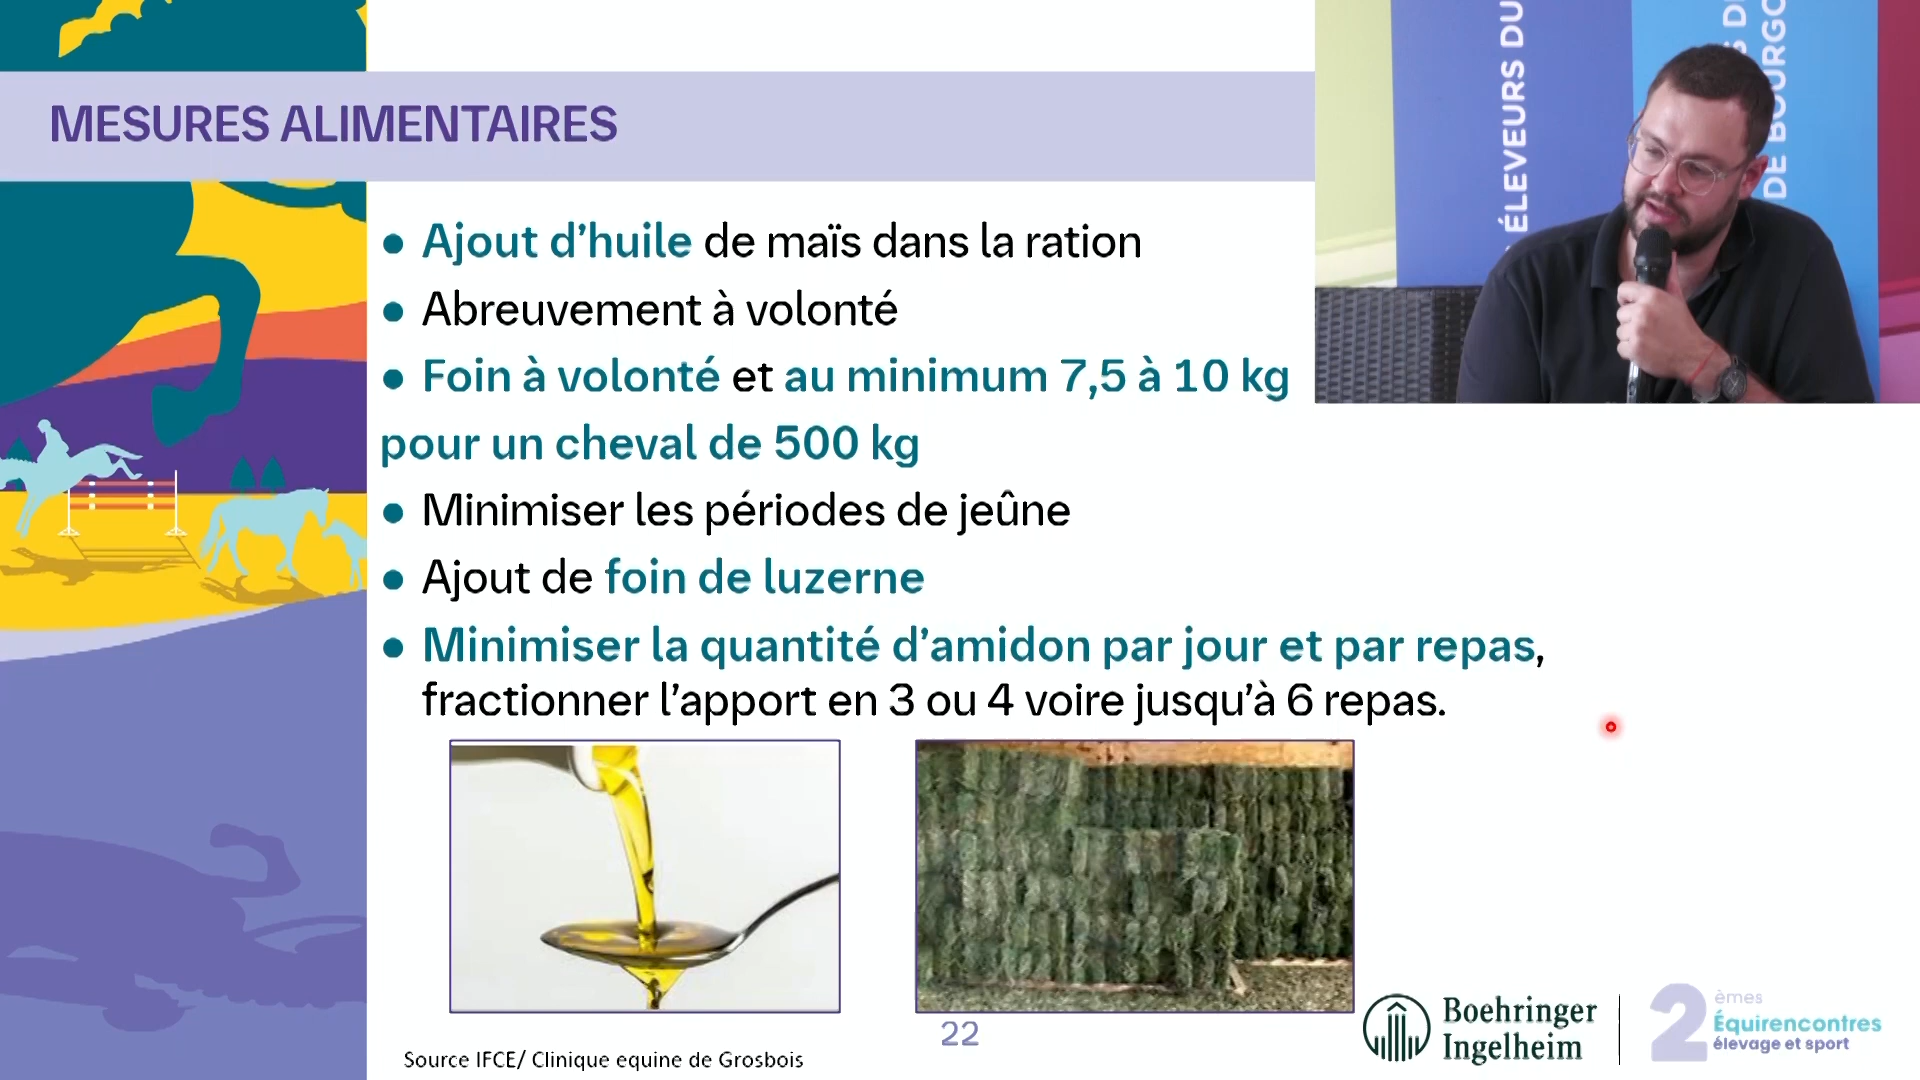 MESURES ALIMENTAIRES
ÉLEVEURS DU
DE BOURGO
● Ajout d’huile de maïs dans la ration
● Abreuvement à volonté
● Foin à volonté et au minimum 7,5 à 10 kg
pour un cheval de 500 kg
● Minimiser les périodes de jeûne
● Ajout de foin de luzerne
● Minimiser la quantité d’amidon par jour et par repas,
fractionner l’apport en 3 ou 4 voire jusqu’à 6 repas.
22
Source IFCE/ Clinique equine de Grosbois
Boehringer
Ingelheim
2èmes
Équirencontres
élevage et sport